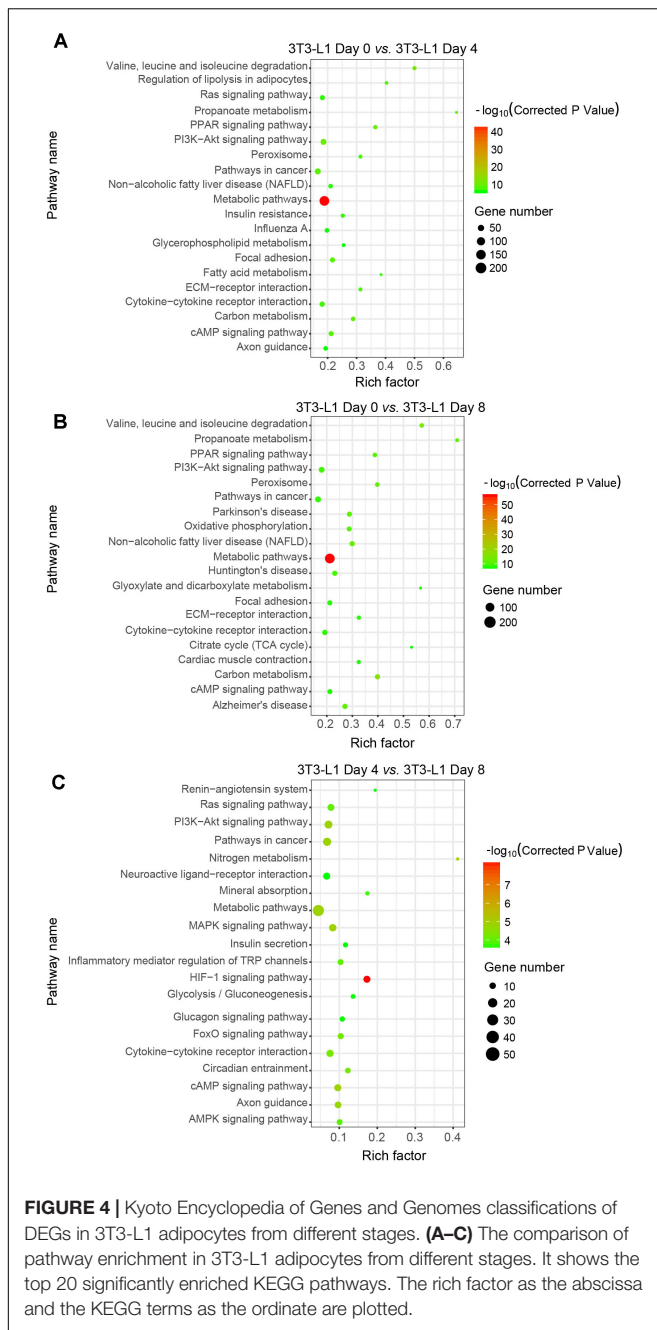 A
3T3-L1 Day 0 vs. 3T3-L1 Day 4
Pathway name
Valine, leucine and isoleucine degradation
Regulation of lipolysis in adipocytes
Ras signaling pathway
Propanoate metabolism
PPAR signaling pathway
PI3K−Akt signaling pathway
Peroxisome
Pathways in cancer
Non−alcoholic fatty liver disease (NAFLD)
Metabolic pathways
Insulin resistance
Influenza A
Glycerophospholipid metabolism
Focal adhesion
Fatty acid metabolism
ECM−receptor interaction
Cytokine−cytokine receptor interaction
Carbon metabolism
cAMP signaling pathway
Axon guidance
0.2 0.3 0.4 0.5 0.6
Rich factor
- log10(Corrected P Value)
40
30
20
10
Gene number
50
100
150
200
B
3T3-L1 Day 0 vs. 3T3-L1 Day 8
Pathway name
Valine, leucine and isoleucine degradation
Propanoate metabolism
PPAR signaling pathway
PI3K−Akt signaling pathway
Peroxisome
Pathways in cancer
Parkinson's disease
Oxidative phosphorylation
Non−alcoholic fatty liver disease (NAFLD)
Metabolic pathways
Huntington's disease
Glyoxylate and dicarboxylate metabolism
Focal adhesion
ECM−receptor interaction
Cytokine−cytokine receptor interaction
Citrate cycle (TCA cycle)
Cardiac muscle contraction
Carbon metabolism
cAMP signaling pathway
Alzheimer's disease
0.2 0.3 0.4 0.5 0.6 0.7
Rich factor
- log10(Corrected P Value)
50
40
30
20
10
Gene number
100
200
C
3T3-L1 Day 4 vs. 3T3-L1 Day 8
Pathway name
Renin−angiotensin system
Ras signaling pathway
PI3K−Akt signaling pathway
Pathways in cancer
Nitrogen metabolism
Neuroactive ligand−receptor interaction
Mineral absorption
Metabolic pathways
MAPK signaling pathway
Insulin secretion
Inflammatory mediator regulation of TRP channels
HIF−1 signaling pathway
Glycolysis / Gluconeogenesis
Glucagon signaling pathway
FoxO signaling pathway
Cytokine−cytokine receptor interaction
Circadian entrainment
cAMP signaling pathway
Axon guidance
AMPK signaling pathway
0.1 0.2 0.3 0.4
Rich factor
-log10(Corrected P Value)
7
6
5
4
Gene number
10
20
30
40
50
FIGURE 4 | Kyoto Encyclopedia of Genes and Genomes classifications of
DEGs in 3T3-L1 adipocytes from different stages. (A–C) The comparison of
pathway enrichment in 3T3-L1 adipocytes from different stages. It shows the
top 20 significantly enriched KEGG pathways. The rich factor as the abscissa
and the KEGG terms as the ordinate are plotted.